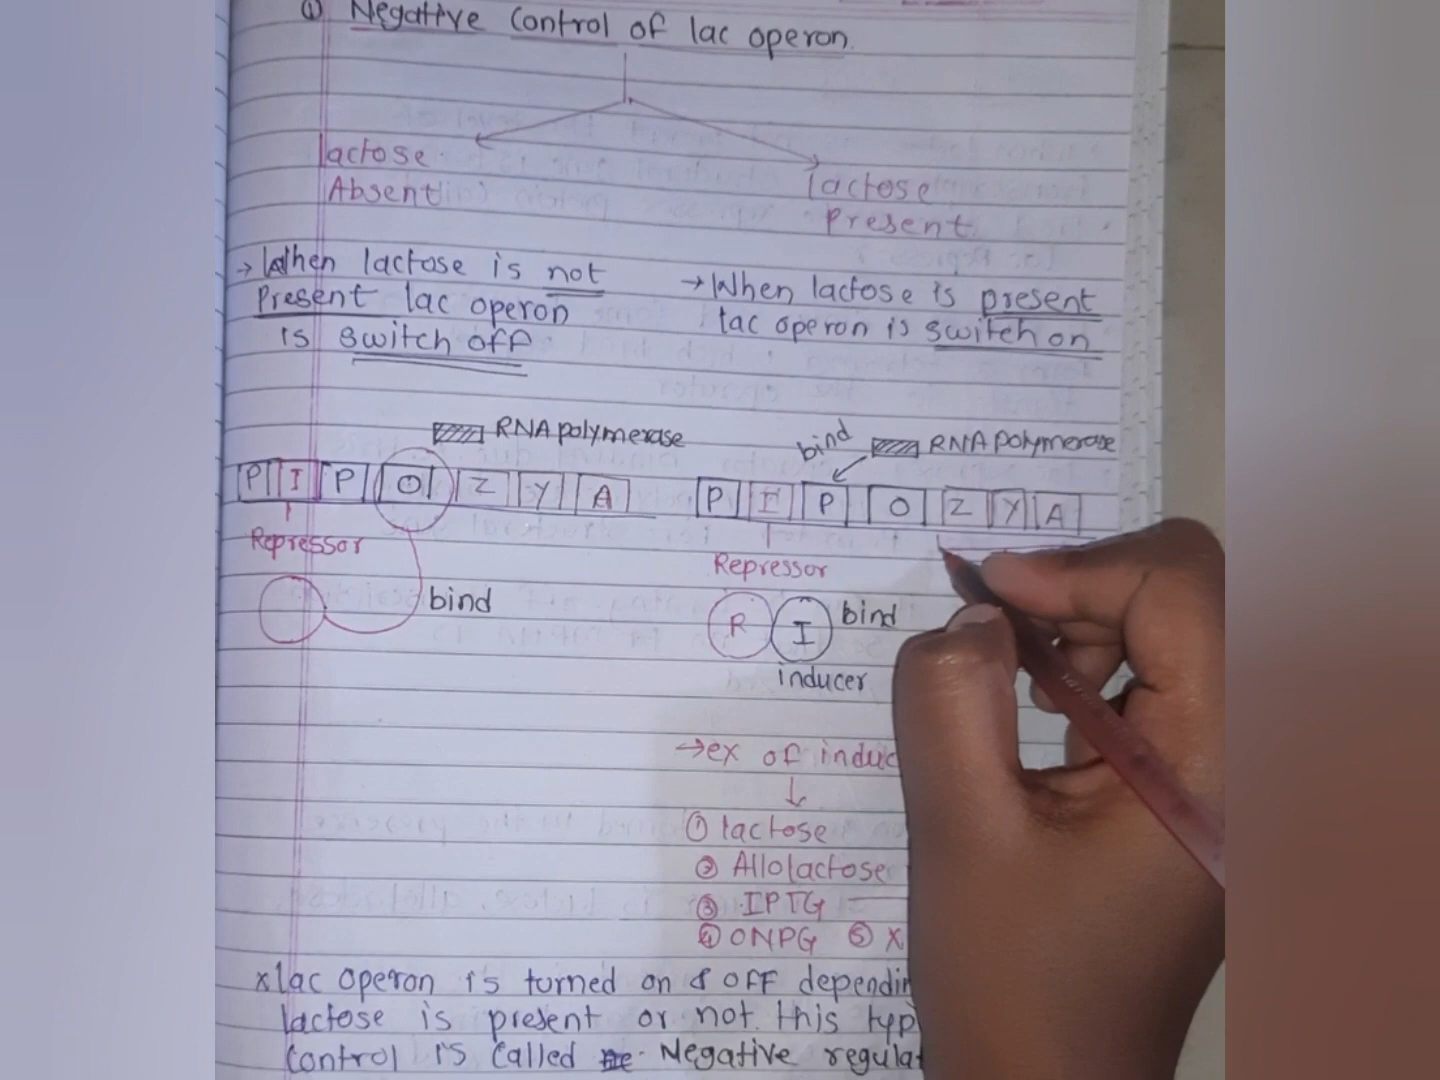 ① Negative Control of lac operon.
lactose
Absent
lactose
Present
→ When lactose is not
Present lac operon
is switch off
→ When lactose is present
lac operon is switch on
RNA polymerase
P I P O Z Y A
Repressor
bind
bind
RNA polymerase
P I P O Z Y A
Repressor
R I bind
inducer
→ ex of induc
↓
① lactose
② Allolactose
③ IPTG
④ ONPG ⑤ X
x lac operon is turned on & OFF dependin
lactose is present or not. this typ
control is called Negative regulat